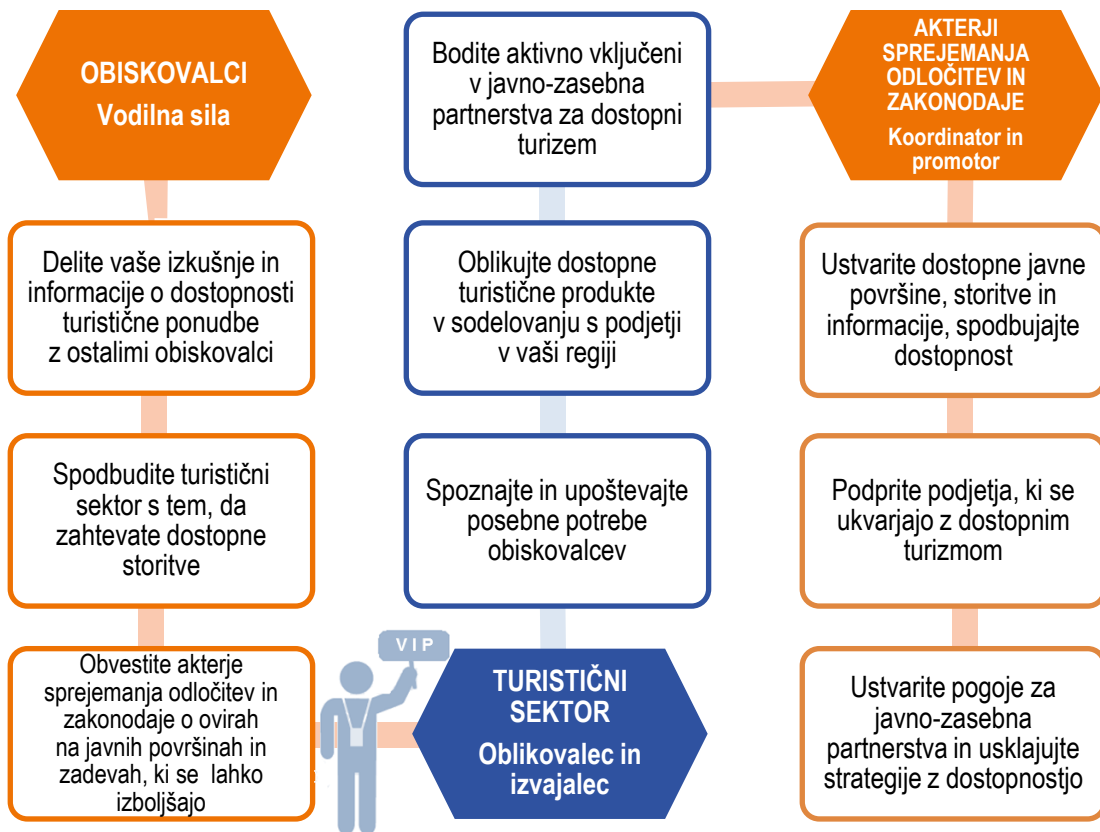 OBISKOVALCI
Vodilna sila
Delite vaše izkušnje in
informacije o dostopnosti
turistične ponudbe
z ostalimi obiskovalci
Spodbudite turistični
sektor s tem, da
zahtevate dostopne
storitve
Obvestite akterje
sprejemanja odločitev in
zakonodaje o ovirah
na javnih površinah in
zadevah, ki se lahko
izboljšajo
VIP
TURISTIČNI
SEKTOR
Oblikovalec in
izvajalec
Spoznajte in upoštevajte
posebne potrebe
obiskovalcev
Oblikujte dostopne
turistične produkte
v sodelovanju s podjetji
v vaši regiji
Bodite aktivno vključeni
v javno-zasebna
partnerstva za dostopni
turizem
AKTERJI
SPREJEMANJA
ODLOČITEV IN
ZAKONODAJE
Koordinator in
promotor
Ustvarite dostopne javne
površine, storitve in
informacije, spodbujajte
dostopnost
Podprite podjetja, ki se
ukvarjajo z dostopnim
turizmom
Ustvarite pogoje za
javno-zasebna
partnerstva in usklajujte
strategije z dostopnostjo